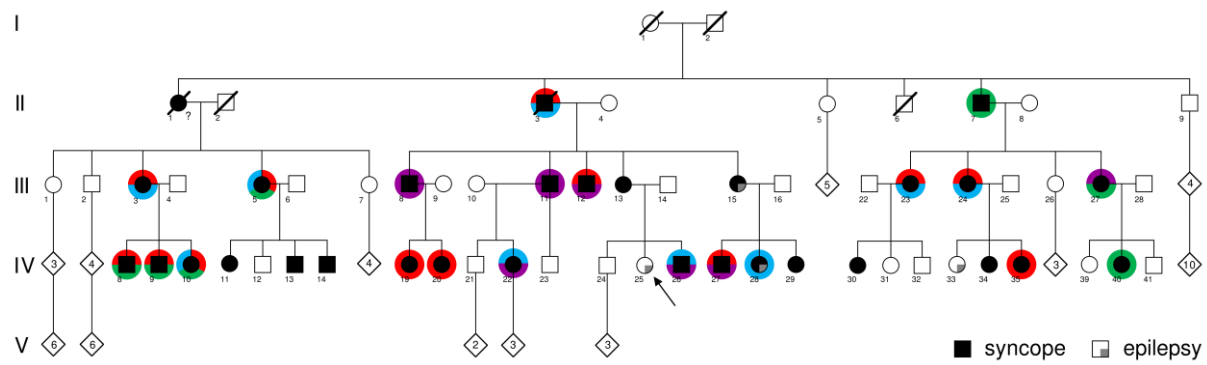 I
1 2
II
1 ? 2 3 4 5 6 7 8 9
III 5 4
1 2 3 4 5 6 7 8 9 10 11 12 13 14 15 16 22 23 24 25 26 27 28
IV 3 4 4 3 10
8 9 10 11 12 13 14 19 20 21 22 23 24 25 26 27 28 29 30 31 32 33 34 35 39 40 41
V 6 6 2 3 3 syncope epilepsy